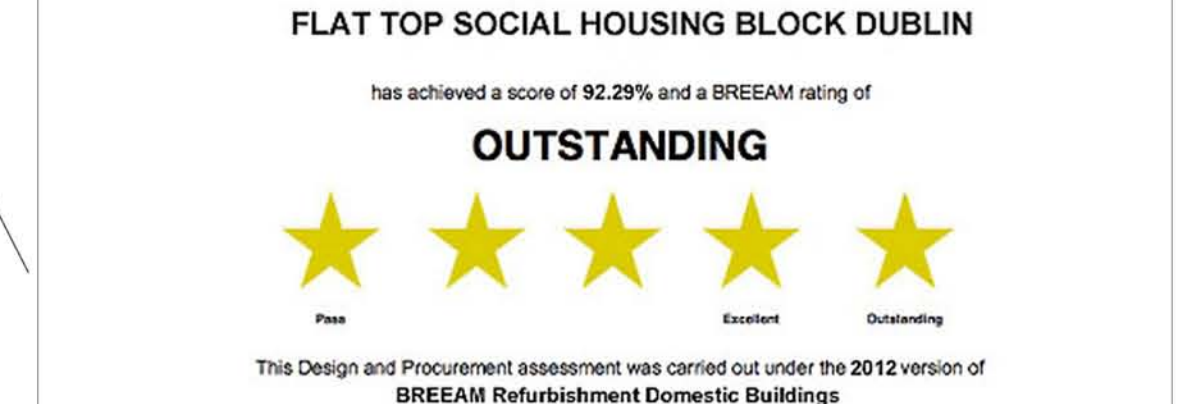 FLAT TOP SOCIAL HOUSING BLOCK DUBLIN
has achieved a score of 92.29% and a BREEAM rating of
OUTSTANDING
Pass Excellent Outstanding
This Design and Procurement assessment was carried out under the 2012 version of
BREEAM Refurbishment Domestic Buildings